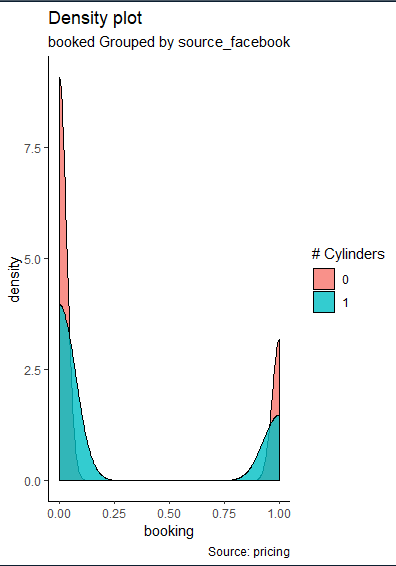 Density plot
booked Grouped by source_facebook
7.5
5.0
2.5
0.0
density
0.00 0.25 0.50 0.75 1.00
booking
# Cylinders
0
1
Source: pricing